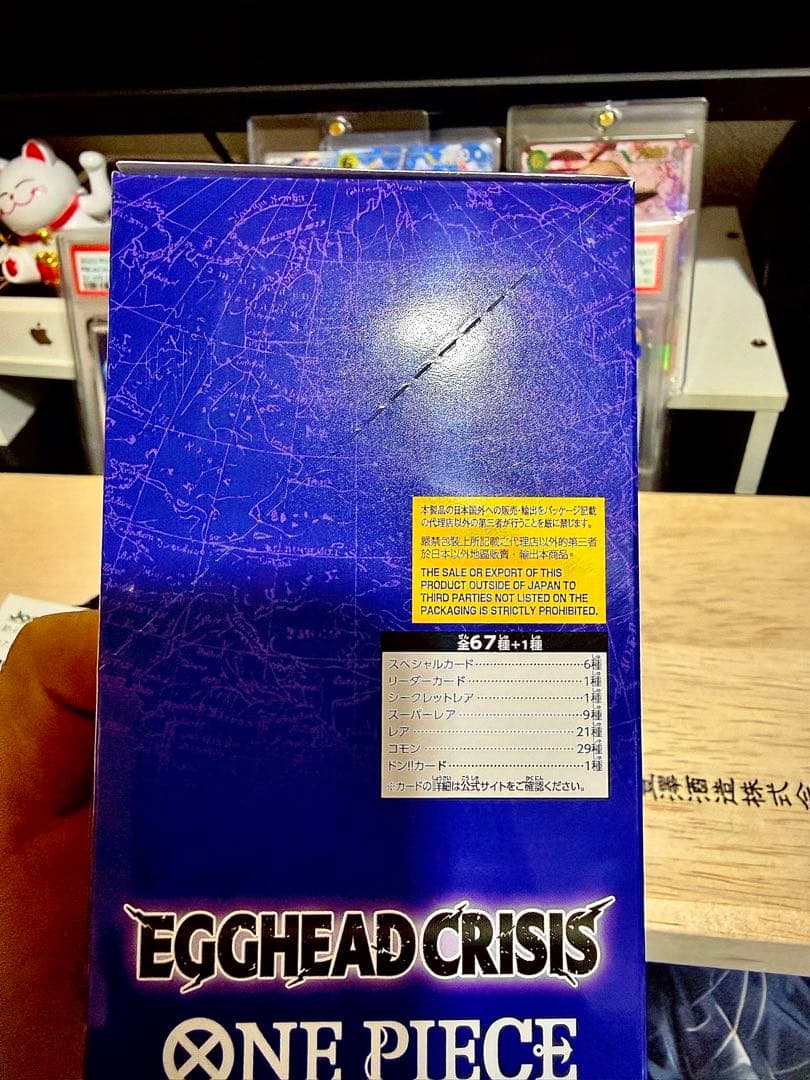 本製品の日本国外への販売・輸出をパッケージ記載
の代理店以外の第三者が行うことを厳に禁じます。
嚴禁包裝上所記載之代理店以外的第三者
於日本以外地區販賣・輸出本商品。
THE SALE OR EXPORT OF THIS
PRODUCT OUTSIDE OF JAPAN TO
THIRD PARTIES NOT LISTED ON THE
PACKAGING IS STRICTLY PROHIBITED.
全67種+1種
スペシャルカード 6種
リーダーカード 1種
シークレットレア 1種
スーパーレア 9種
レア 21種
コモン 29種
ドン!!カード 1種
※カードの詳細は公式サイトをご確認ください。
澤酒造株式会
EGGHEAD CRISIS
ONE PIECE